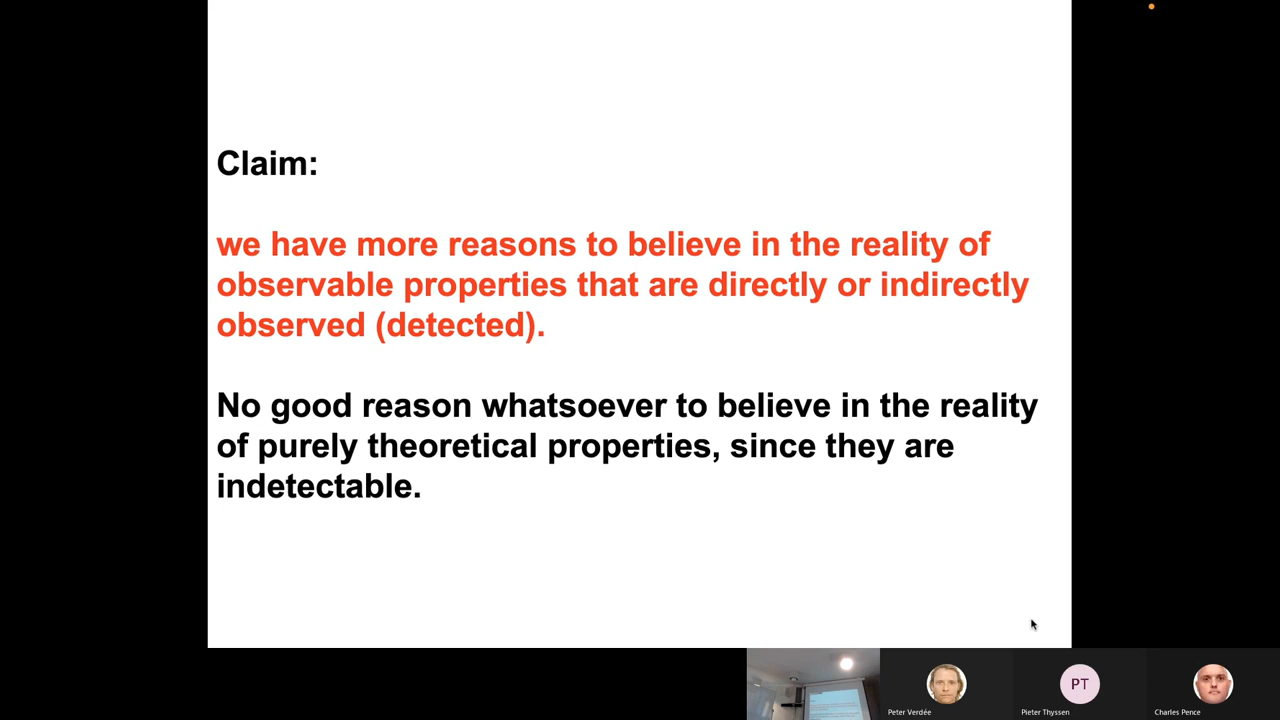 Claim:
we have more reasons to believe in the reality of
observable properties that are directly or indirectly
observed (detected).
No good reason whatsoever to believe in the reality
of purely theoretical properties, since they are
indetectable.
PT
Peter Verdée
Pieter Thyssen
Charles Pence